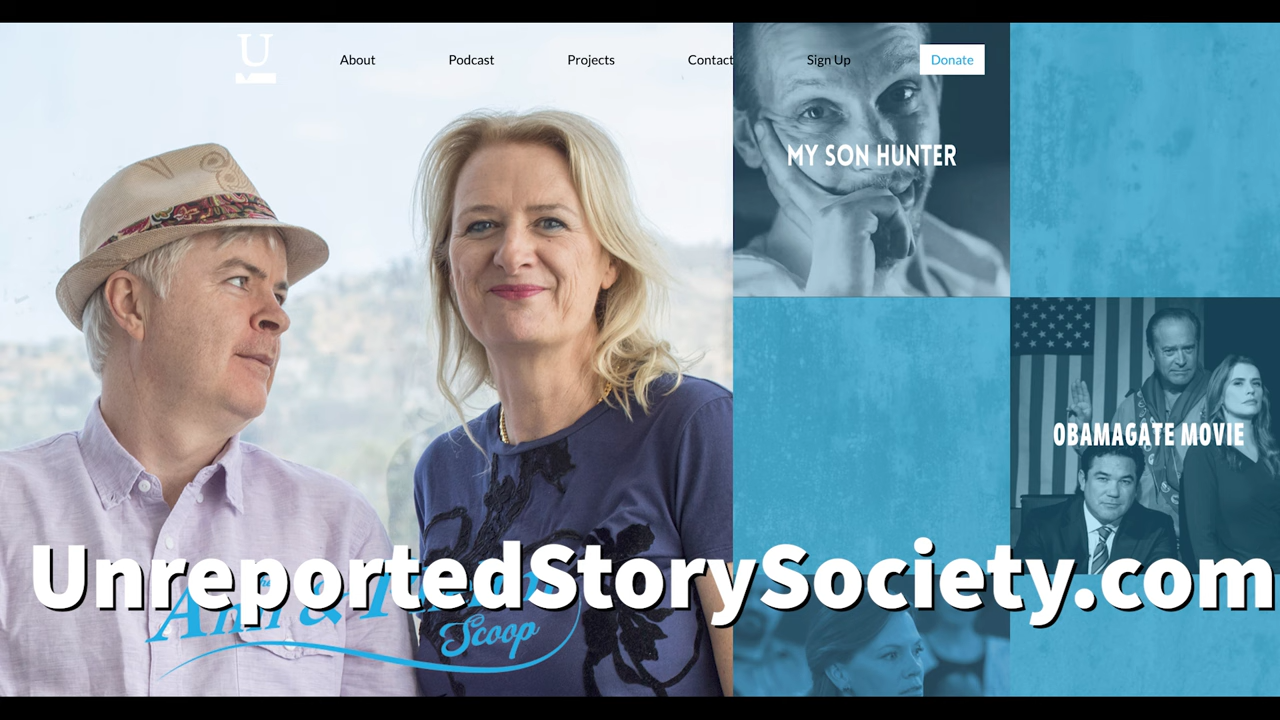 U
About
Podcast
Projects
Contact
Sign Up
Donate
MY SON HUNTER
OBAMAGATE MOVIE
UnreportedStorySociety.com
Scoop